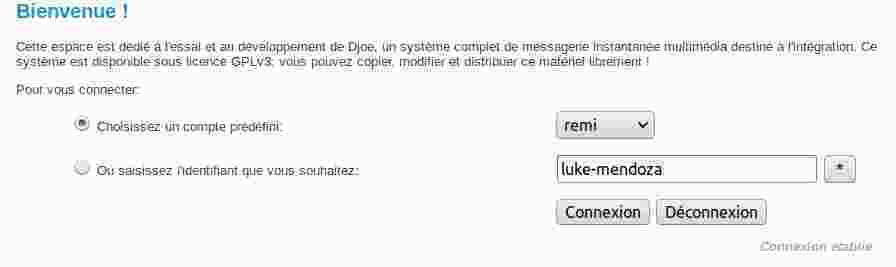 Bienvenue !
Cette espace est dédié à l'essai et au développement de Djoe, un système complet de messagerie instantanée multimédia destiné à l'intégration. Ce
système est disponible sous licence GPLv3: vous pouvez copier, modifier et distribuer ce matériel librement !
Pour vous connecter:
Choisissez un compte prédéfini: remi
Ou saisissez l'identifiant que vous souhaitez: luke-mendoza *
Connexion Déconnexion
Connexion établie